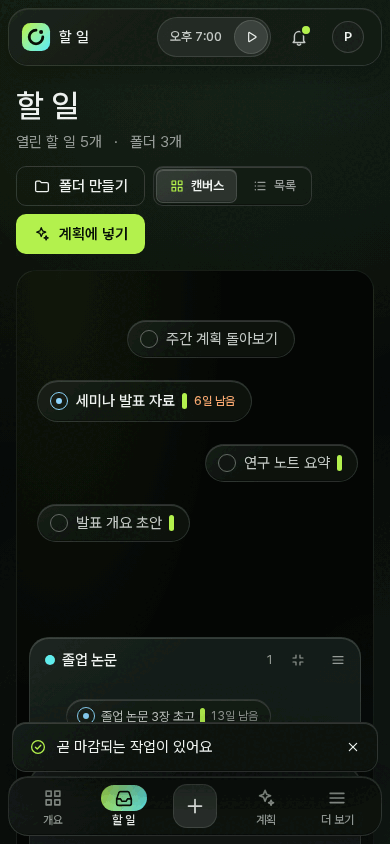 할 일
오후 7:00
P
할 일
열린 할 일 5개 · 폴더 3개
폴더 만들기
캔버스
목록
계획에 넣기
주간 계획 돌아보기
세미나 발표 자료
6일 남음
연구 노트 요약
발표 개요 초안
졸업 논문
1
졸업 논문 3장 초고
13일 남음
곧 마감되는 작업이 있어요
개요
할 일
계획
더 보기